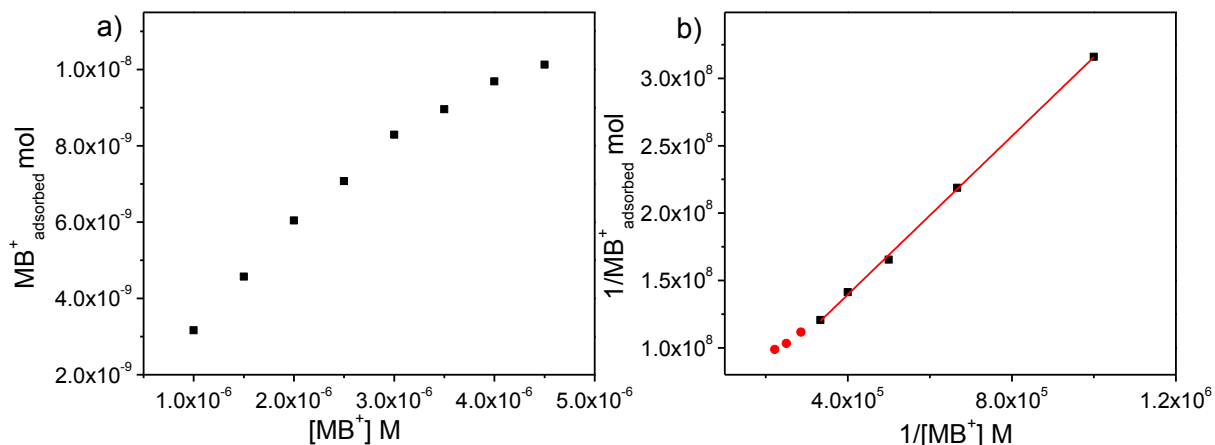 a)
1.0x10⁻⁸
8.0x10⁻⁹
6.0x10⁻⁹
4.0x10⁻⁹
2.0x10⁻⁹
MB⁺adsorbed mol
1.0x10⁻⁶ 2.0x10⁻⁶ 3.0x10⁻⁶ 4.0x10⁻⁶ 5.0x10⁻⁶
[MB⁺] M
b)
3.0x10⁸
2.5x10⁸
2.0x10⁸
1.5x10⁸
1.0x10⁸
1/MB⁺adsorbed mol
4.0x10⁵ 8.0x10⁵ 1.2x10⁶
1/[MB⁺] M